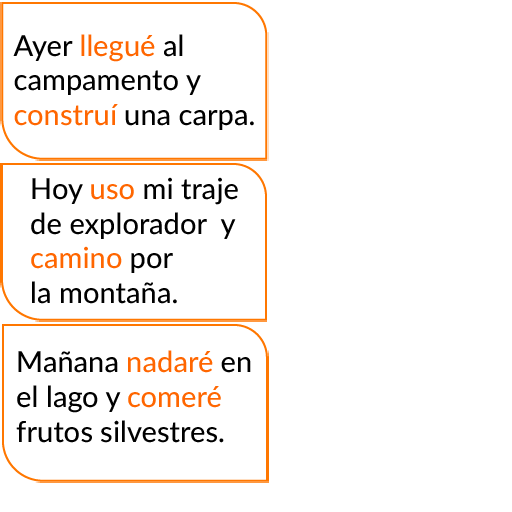 Ayer llegué al
campamento y
construí una carpa.
Hoy uso mi traje
de explorador y
camino por
la montaña.
Mañana nadaré en
el lago y comeré
frutos silvestres.